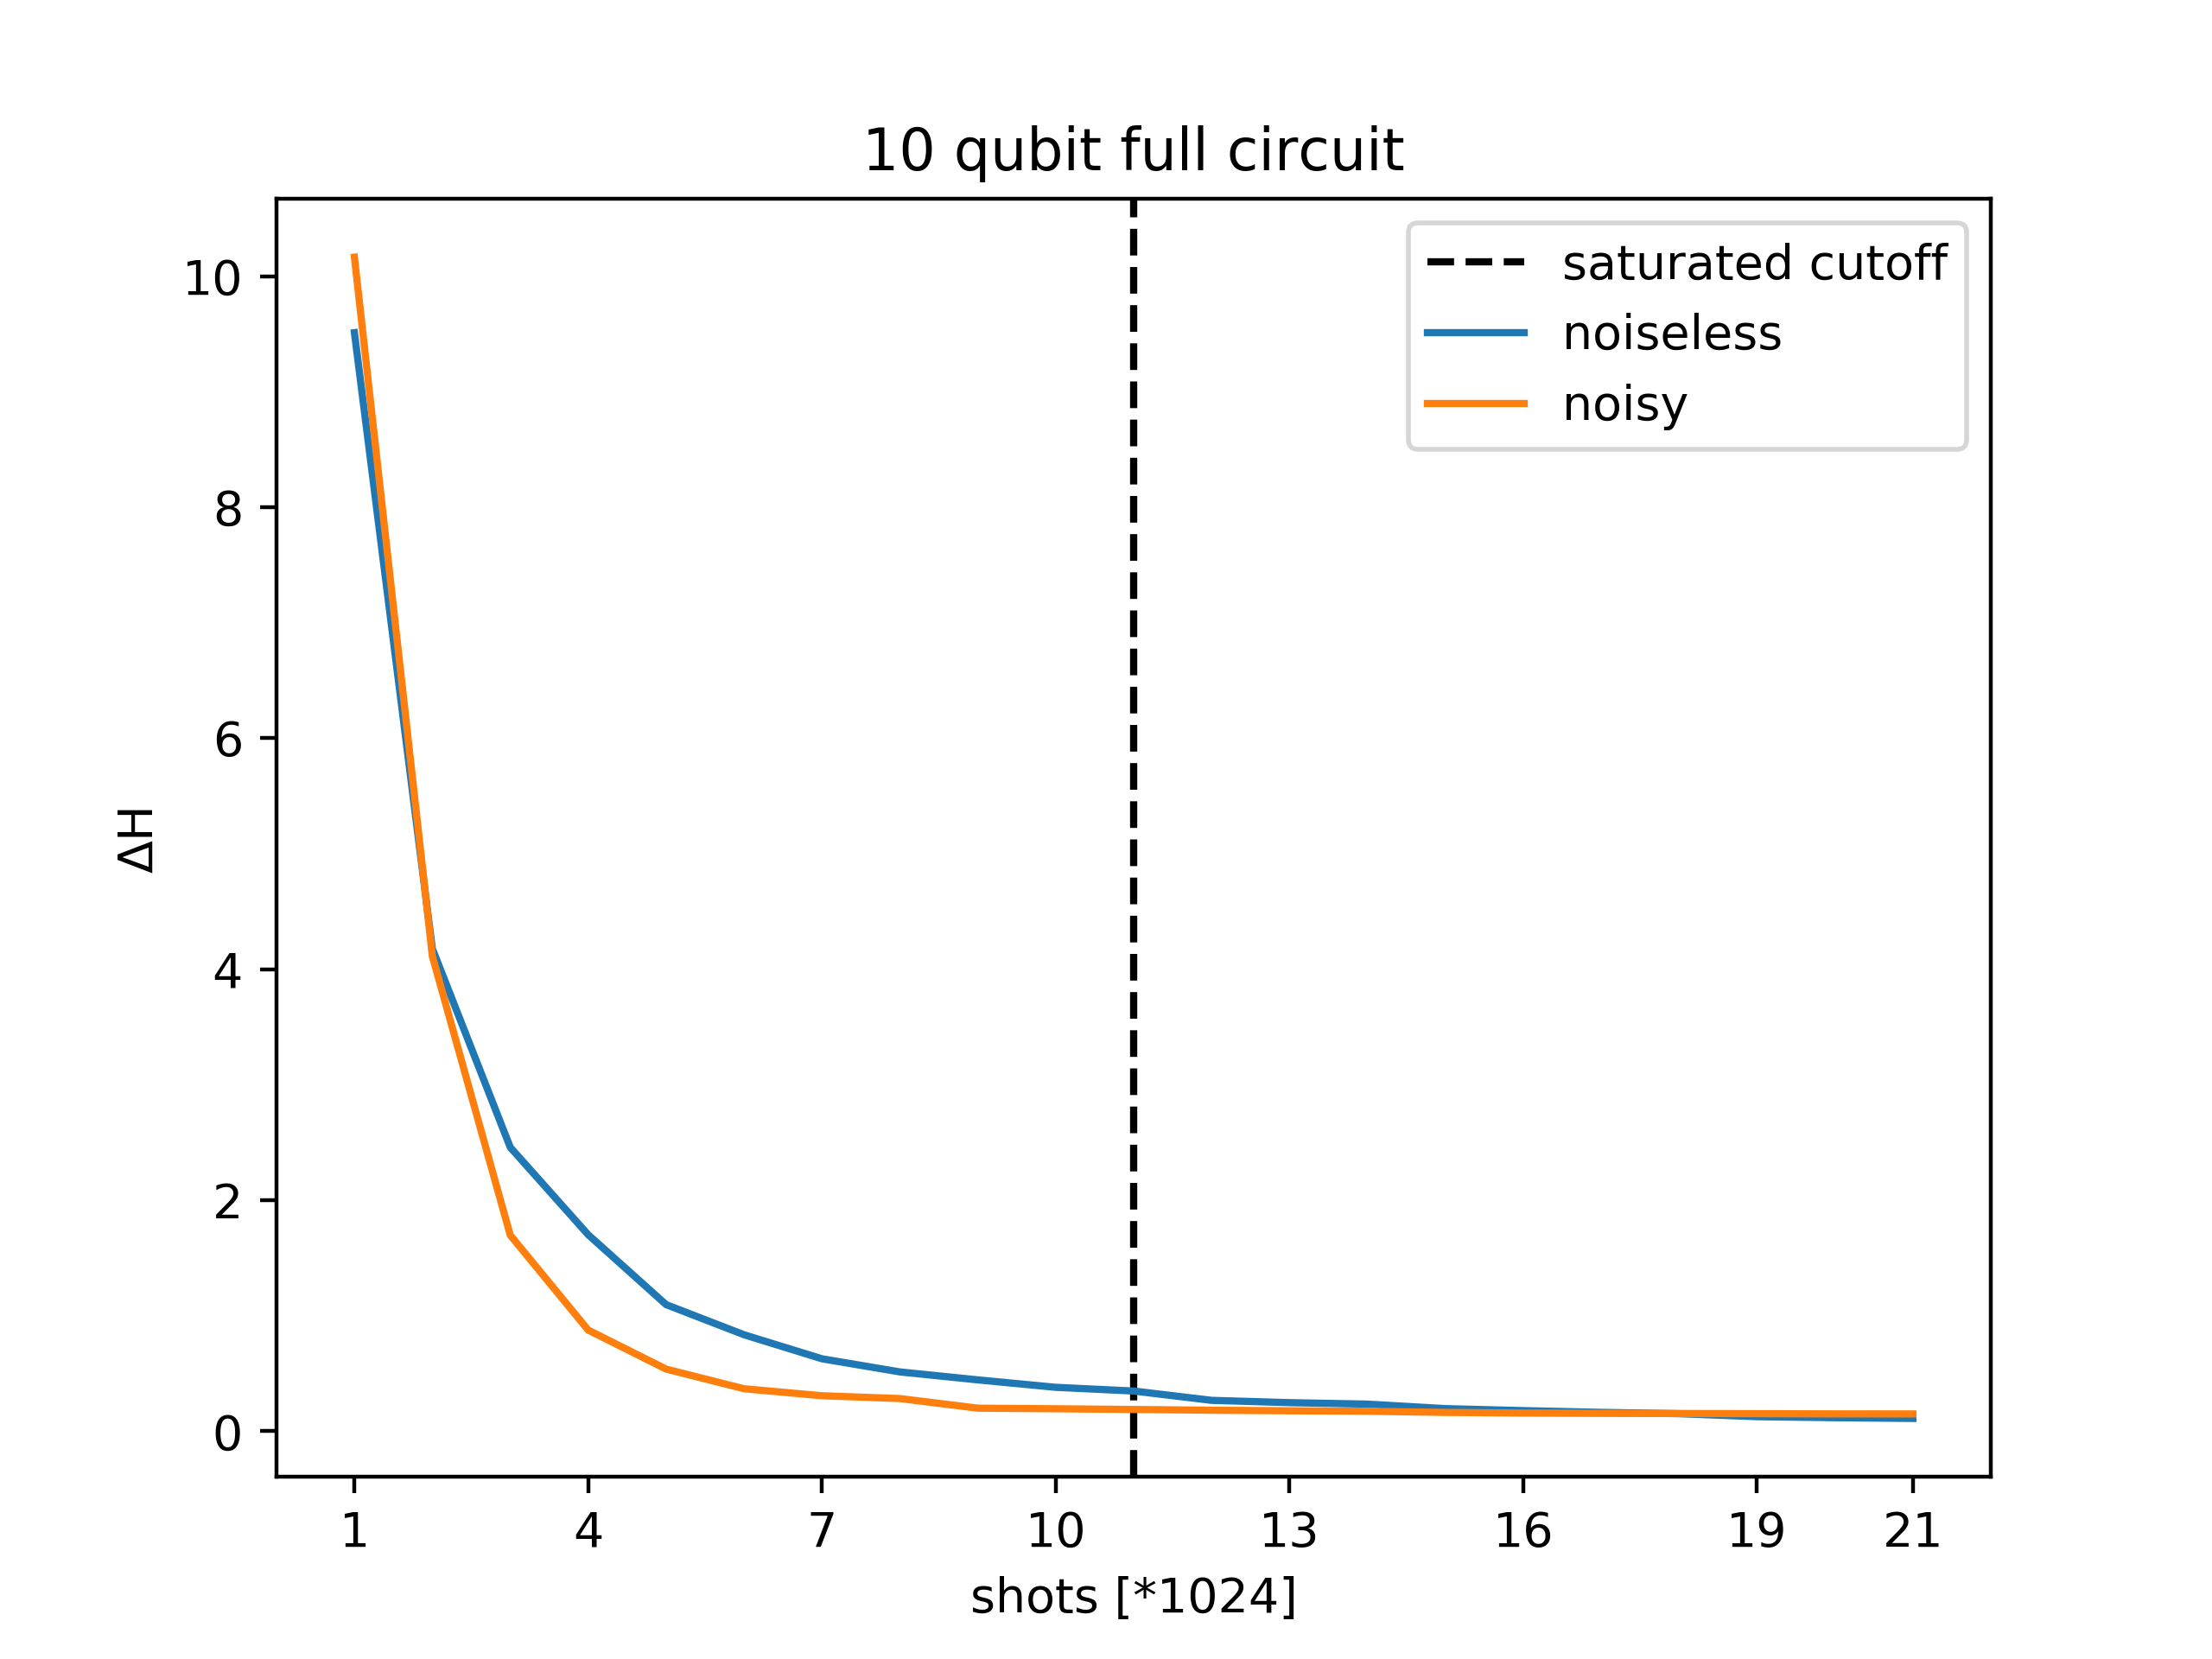 10 qubit full circuit
saturated cutoff
noiseless
noisy
10
8
6
4
2
0
ΔH
1 4 7 10 13 16 19 21
shots [*1024]